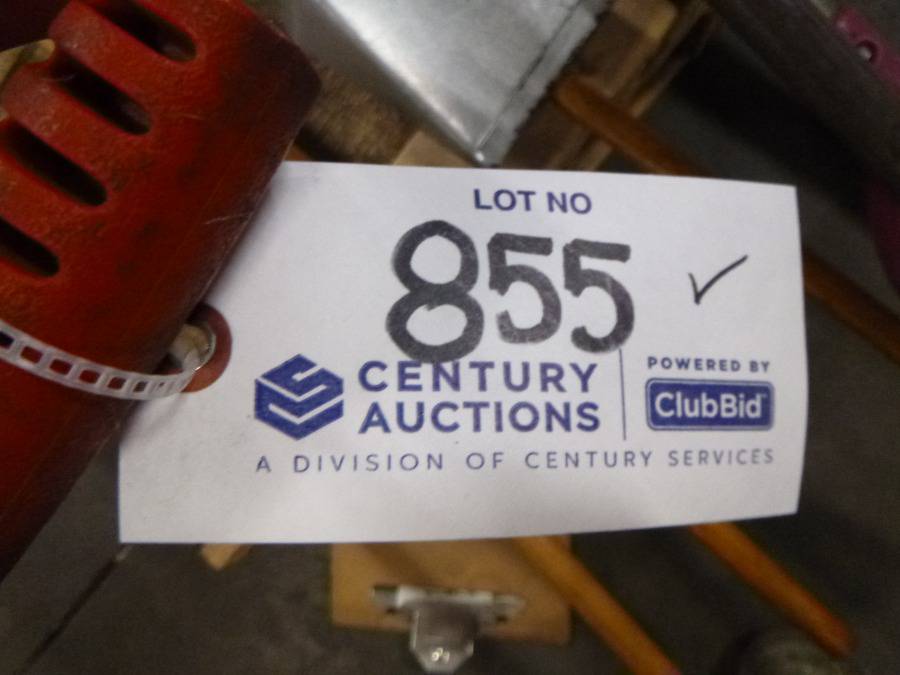 LOT NO
855 ✓
CENTURY
AUCTIONS
POWERED BY
ClubBid
A DIVISION OF CENTURY SERVICES